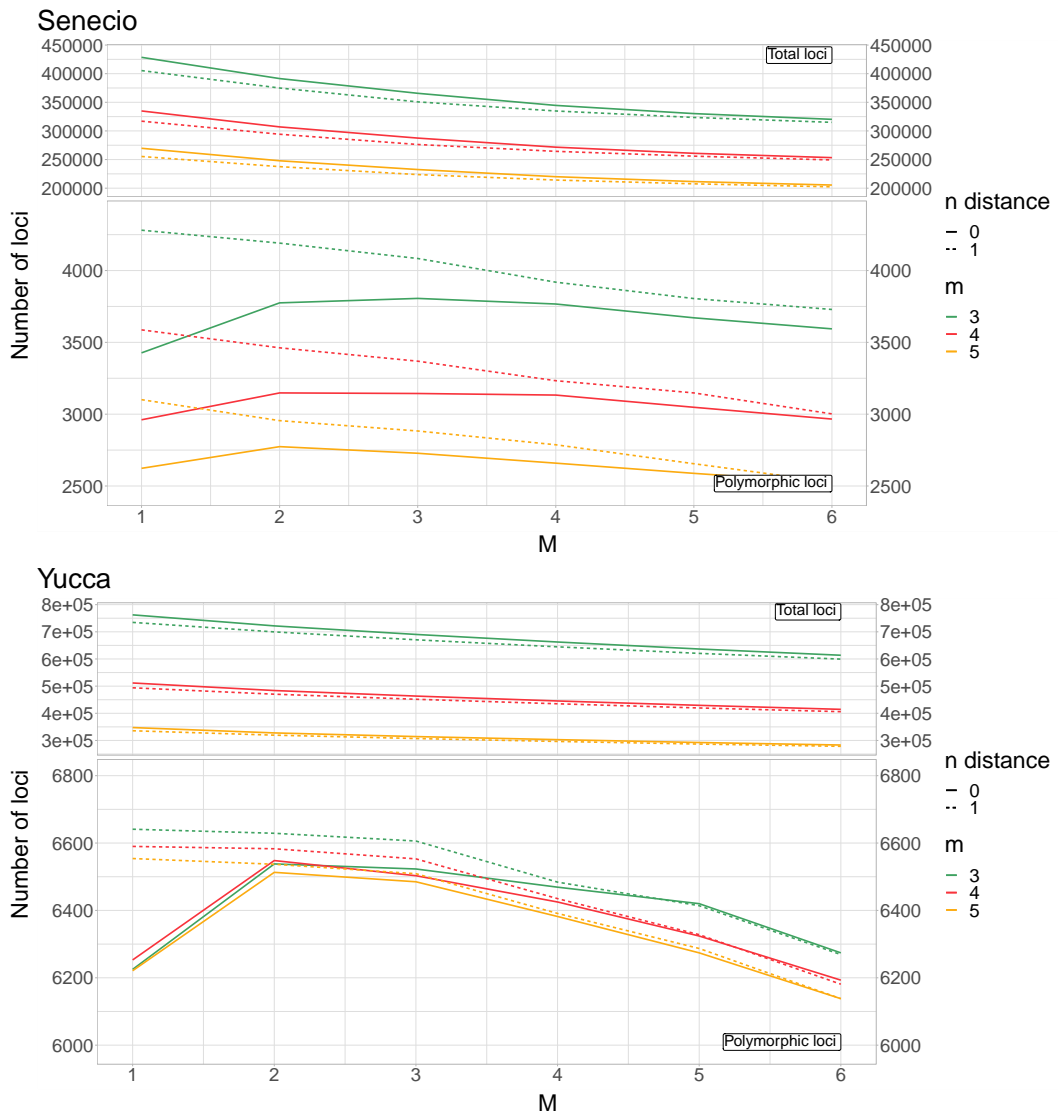 Senecio
450000 450000
Total loci
400000 400000
350000 350000
300000 300000
250000 250000
200000 200000
Number of loci
4000 4000
3500 3500
3000 3000
2500 2500
Polymorphic loci
1 2 3 4 5 6
M
n distance
0
1
m
3
4
5
Yucca
8e+05 8e+05
Total loci
7e+05 7e+05
6e+05 6e+05
5e+05 5e+05
4e+05 4e+05
3e+05 3e+05
Number of loci
6800 6800
6600 6600
6400 6400
6200 6200
6000 6000
Polymorphic loci
1 2 3 4 5 6
M
n distance
0
1
m
3
4
5